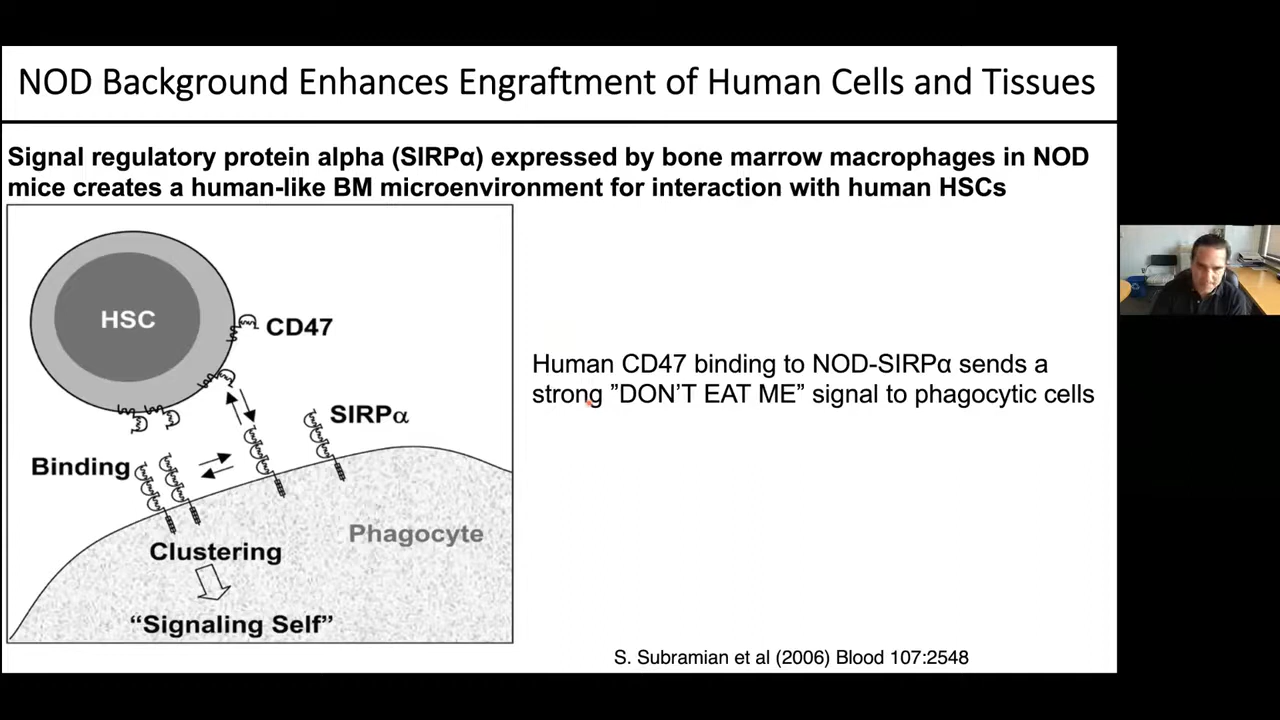 NOD Background Enhances Engraftment of Human Cells and Tissues
Signal regulatory protein alpha (SIRPα) expressed by bone marrow macrophages in NOD
mice creates a human-like BM microenvironment for interaction with human HSCs
HSC
CD47
SIRPα
Binding
Phagocyte
Clustering
“Signaling Self”
Human CD47 binding to NOD-SIRPα sends a
strong ”DON’T EAT ME” signal to phagocytic cells
S. Subramian et al (2006) Blood 107:2548